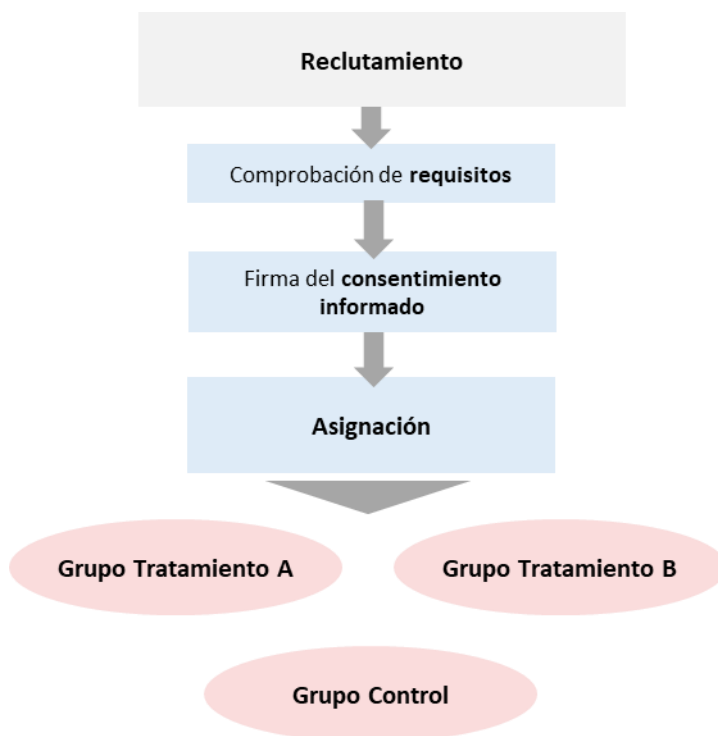 Reclutamiento
Comprobación de requisitos
Firma del consentimiento
informado
Asignación
Grupo Tratamiento A
Grupo Tratamiento B
Grupo Control